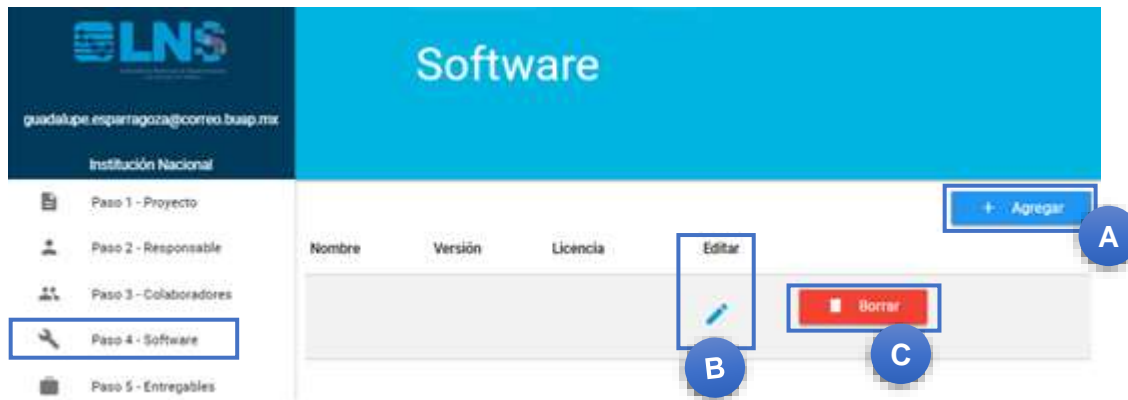 LNS
Software
guadalupe.esparragoza@correo.buap.mx
Institución Nacional
Paso 1 - Proyecto
Paso 2 - Responsable
Paso 3 - Colaboradores
Paso 4 - Software
Paso 5 - Entregables
+ Agregar
A
Nombre Versión Licencia Editar
Borrar
B
C